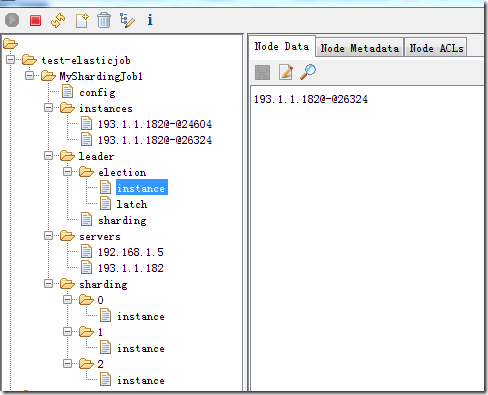 test-elasticjob
MyShardingJob1
config
instances
193.1.1.182@-@24604
193.1.1.182@-@26324
leader
election
instance
latch
sharding
servers
192.168.1.5
193.1.1.182
sharding
0
instance
1
instance
2
instance
Node Data Node Metadata Node ACLs
193.1.1.182@-@26324